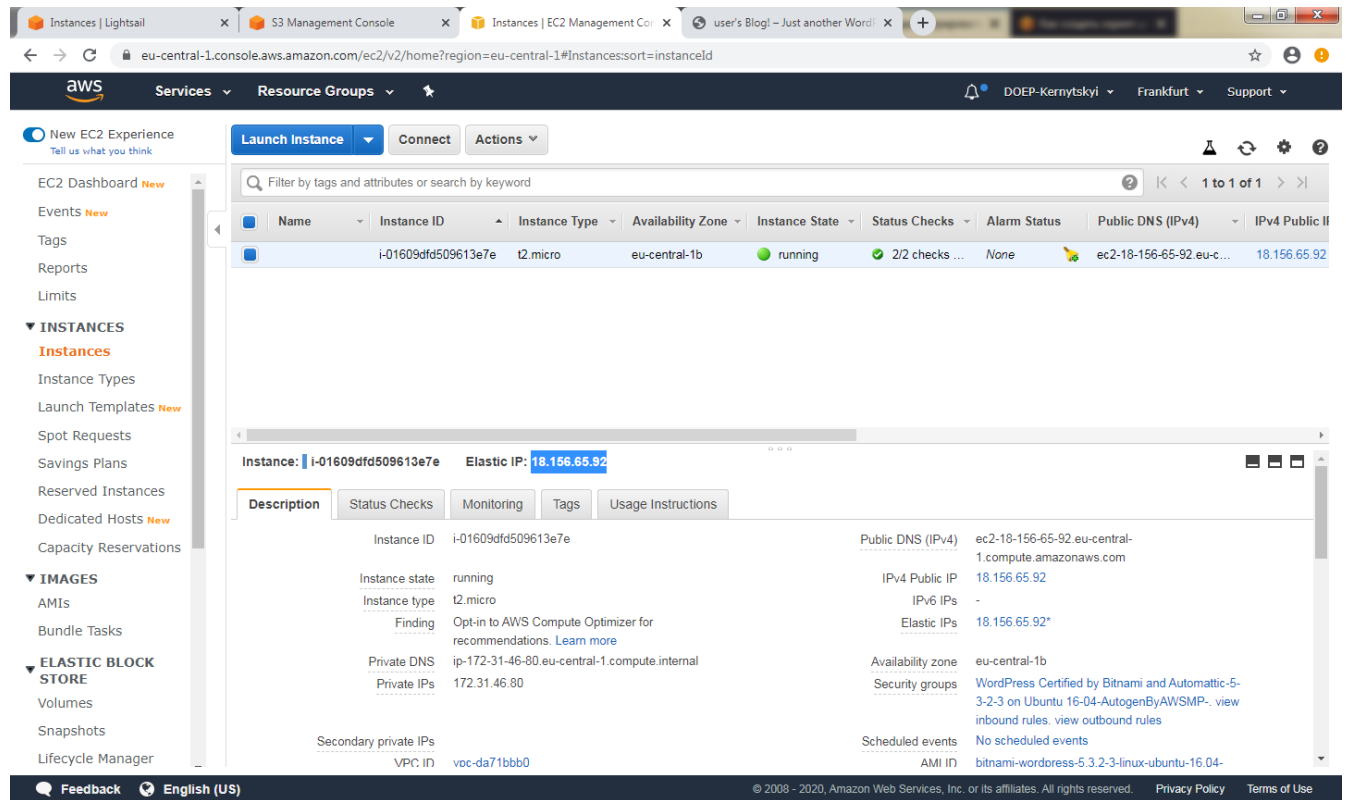 Instances | Lightsail
S3 Management Console
Instances | EC2 Management Con
user's Blog! – Just another WordP
eu-central-1.console.aws.amazon.com/ec2/v2/home?region=eu-central-1#Instances:sort=instanceId
aws Services Resource Groups DOEP-Kernytskyi Frankfurt Support
New EC2 Experience
Tell us what you think
EC2 Dashboard New
Events New
Tags
Reports
Limits
INSTANCES
Instances
Instance Types
Launch Templates New
Spot Requests
Savings Plans
Reserved Instances
Dedicated Hosts New
Capacity Reservations
IMAGES
AMIs
Bundle Tasks
ELASTIC BLOCK
STORE
Volumes
Snapshots
Lifecycle Manager
Launch Instance Connect Actions
Filter by tags and attributes or search by keyword
1 to 1 of 1
Name Instance ID Instance Type Availability Zone Instance State Status Checks Alarm Status Public DNS (IPv4) IPv4 Public IP
i-01609dfd509613e7e t2.micro eu-central-1b running 2/2 checks ... None ec2-18-156-65-92.eu-c... 18.156.65.92
Instance: i-01609dfd509613e7e Elastic IP: 18.156.65.92
Description Status Checks Monitoring Tags Usage Instructions
Instance ID i-01609dfd509613e7e
Instance state running
Instance type t2.micro
Finding Opt-in to AWS Compute Optimizer for
recommendations. Learn more
Private DNS ip-172-31-46-80.eu-central-1.compute.internal
Private IPs 172.31.46.80
Secondary private IPs
VPC ID vpc-da71bbb0
Public DNS (IPv4) ec2-18-156-65-92.eu-central-
1.compute.amazonaws.com
IPv4 Public IP 18.156.65.92
IPv6 IPs -
Elastic IPs 18.156.65.92*
Availability zone eu-central-1b
Security groups WordPress Certified by Bitnami and Automattic-5-
3-2-3 on Ubuntu 16-04-AutogenByAWSMP-. view
inbound rules. view outbound rules
Scheduled events No scheduled events
AMI ID bitnami-wordpress-5.3.2-3-linux-ubuntu-16.04-
Feedback English (US) © 2008 - 2020, Amazon Web Services, Inc. or its affiliates. All rights reserved. Privacy Policy Terms of Use